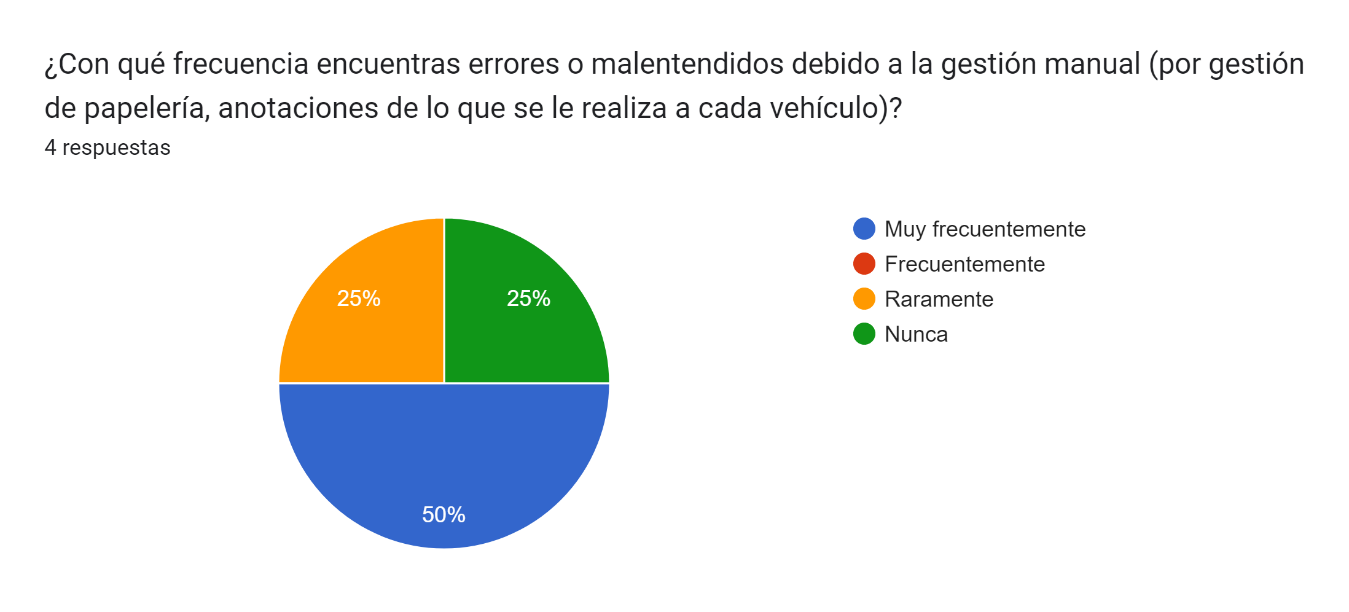 ¿Con qué frecuencia encuentras errores o malentendidos debido a la gestión manual (por gestión
de papelería, anotaciones de lo que se le realiza a cada vehículo)?
4 respuestas
25%
25%
50%
Muy frecuentemente
Frecuentemente
Raramente
Nunca